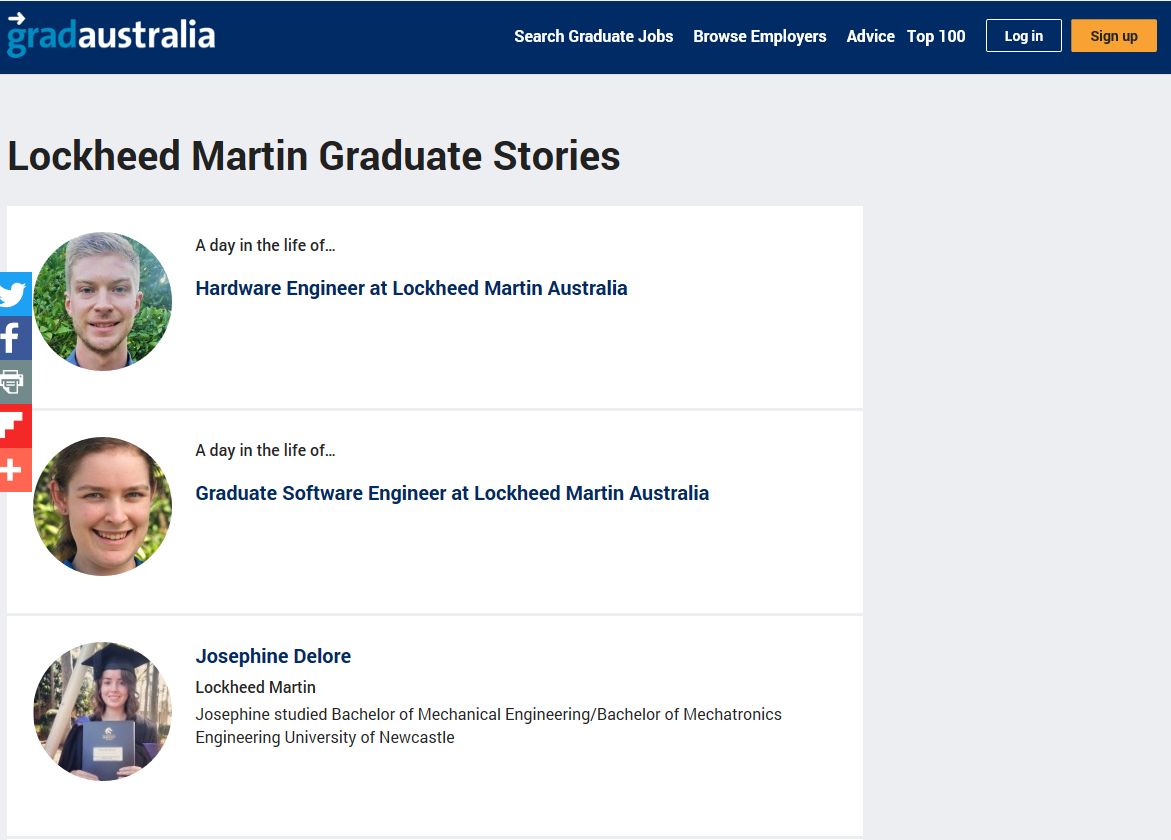 gradaustralia
Search Graduate Jobs Browse Employers Advice Top 100 Log in Sign up
Lockheed Martin Graduate Stories
A day in the life of...
Hardware Engineer at Lockheed Martin Australia
A day in the life of...
Graduate Software Engineer at Lockheed Martin Australia
Josephine Delore
Lockheed Martin
Josephine studied Bachelor of Mechanical Engineering/Bachelor of Mechatronics
Engineering University of Newcastle